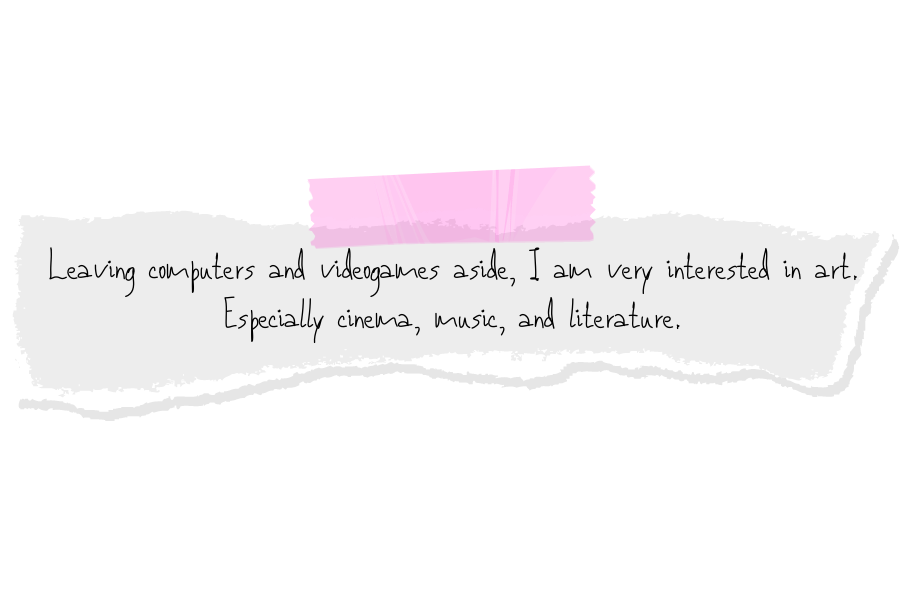 Leaving computers and videogames aside, I am very interested in art.
Especially cinema, music, and literature.